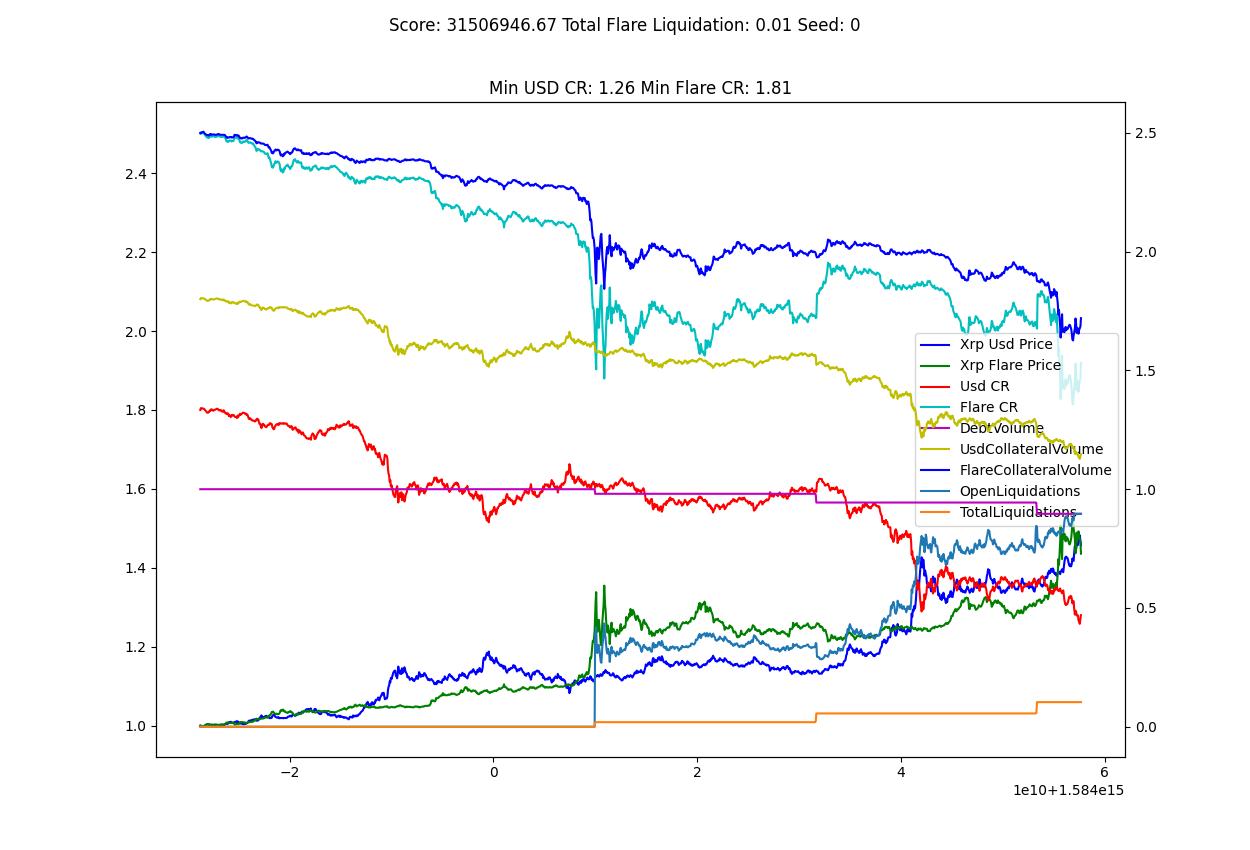 Score: 31506946.67 Total Flare Liquidation: 0.01 Seed: 0
Min USD CR: 1.26 Min Flare CR: 1.81
2.4
2.2
2.0
1.8
1.6
1.4
1.2
1.0
2.5
2.0
1.5
1.0
0.5
0.0
Xrp Usd Price
Xrp Flare Price
Usd CR
Flare CR
DebtVolume
UsdCollateralVolume
FlareCollateralVolume
OpenLiquidations
TotalLiquidations
−2 0 2 4 6
1e10+1.584e15